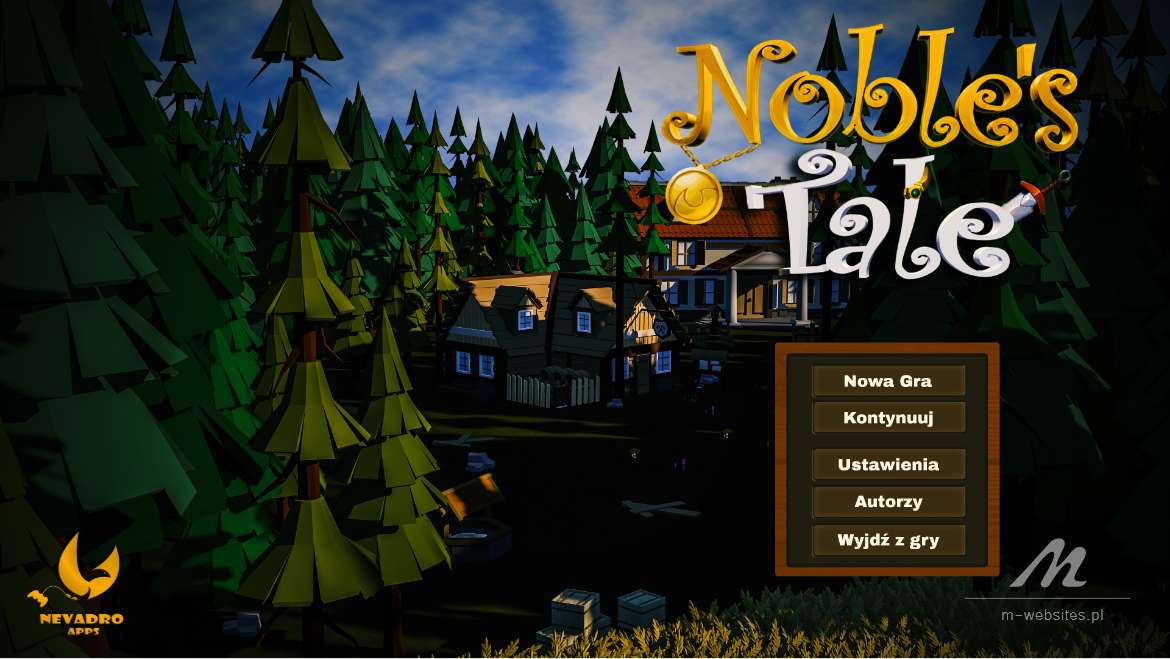 Noble's
Tale
Nowa Gra
Kontynuuj
Ustawienia
Autorzy
Wyjdź z gry
NEVADRO
APPS
m-websites.pl